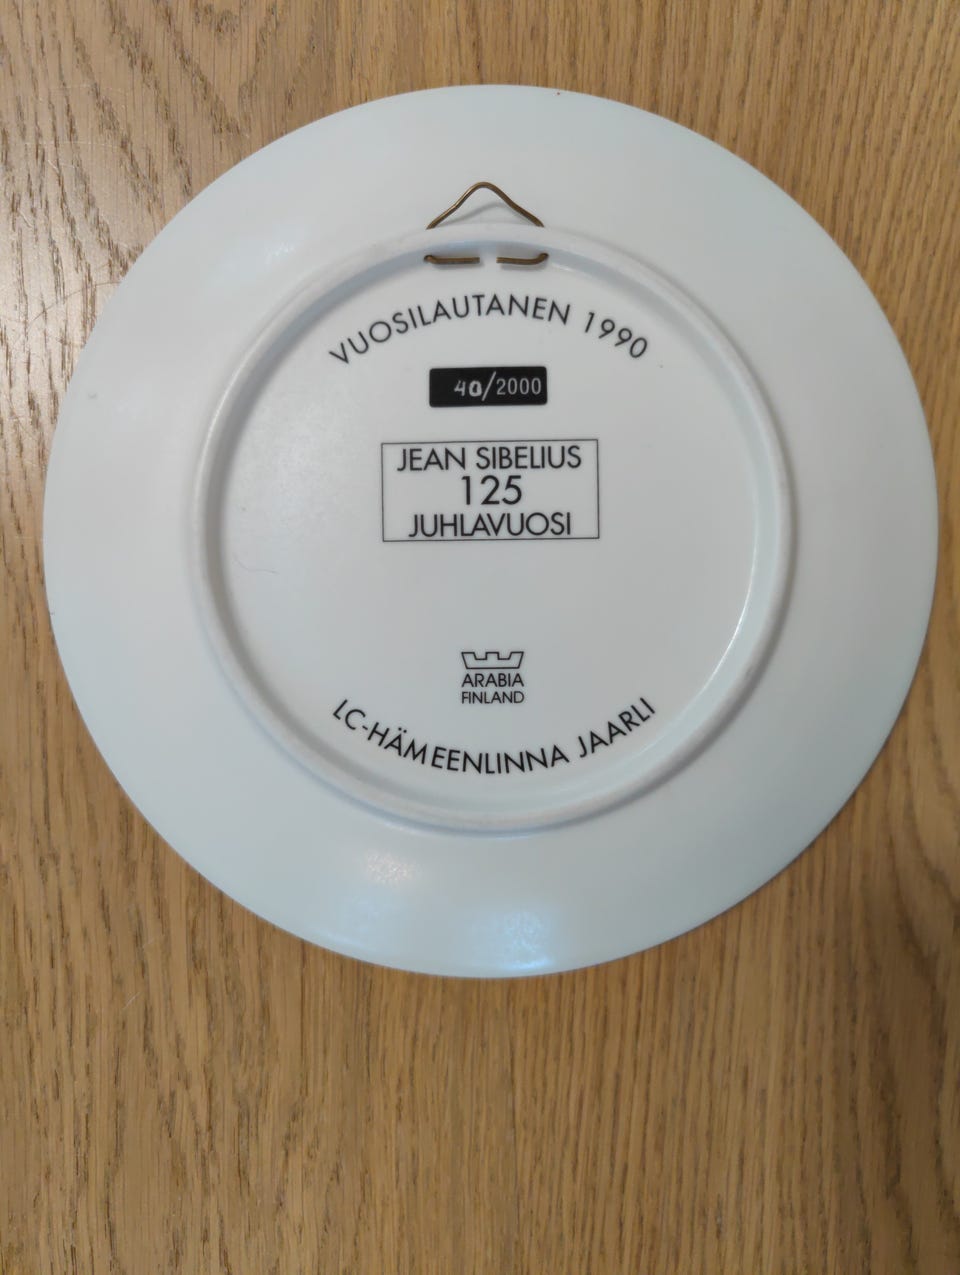 VUOSILAUTANEN 1990
40/2000
JEAN SIBELIUS
125
JUHLAVUOSI
ARABIA
FINLAND
LC-HÄMEENLINNA JAARLI